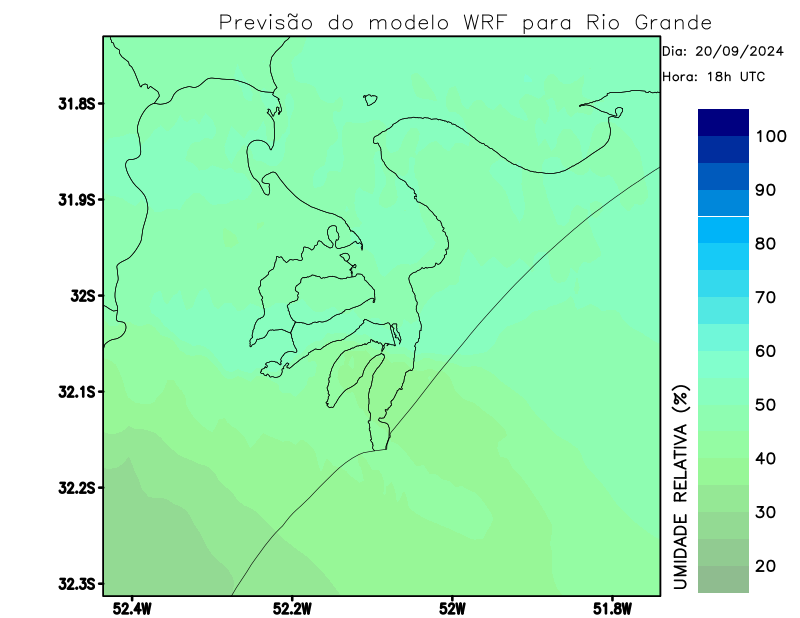 Previsão do modelo WRF para Rio Grande
Dia: 20/09/2024
Hora: 18h UTC
31.8S
31.9S
32S
32.1S
32.2S
32.3S
52.4W
52.2W
52W
51.8W
100
90
80
70
60
50
40
30
20
UMIDADE RELATIVA (%)